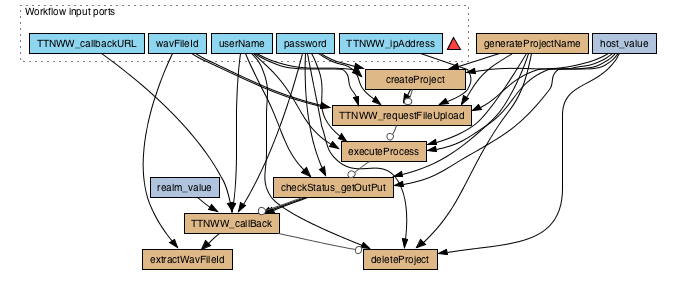 Workflow input ports
TTNWW_callbackURL wavFileId userName password TTNWW_ipAddress generateProjectName host_value
createProject
TTNWW_requestFileUpload
executeProcess
realm_value checkStatus_getOutPut
TTNWW_callBack
extractWavFileId deleteProject